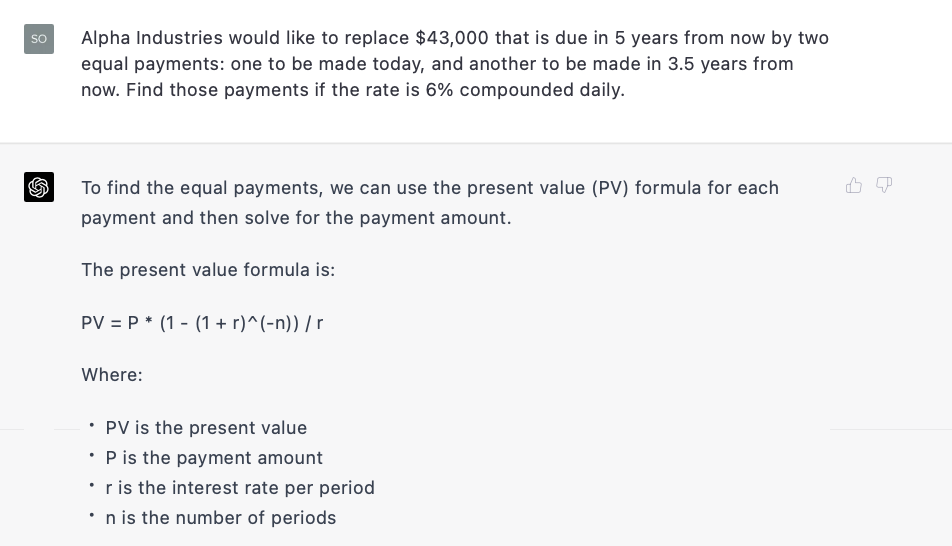 SO
Alpha Industries would like to replace $43,000 that is due in 5 years from now by two
equal payments: one to be made today, and another to be made in 3.5 years from
now. Find those payments if the rate is 6% compounded daily.
To find the equal payments, we can use the present value (PV) formula for each
payment and then solve for the payment amount.
The present value formula is:
PV = P * (1 - (1 + r)^(-n)) / r
Where:
• PV is the present value
• P is the payment amount
• r is the interest rate per period
• n is the number of periods